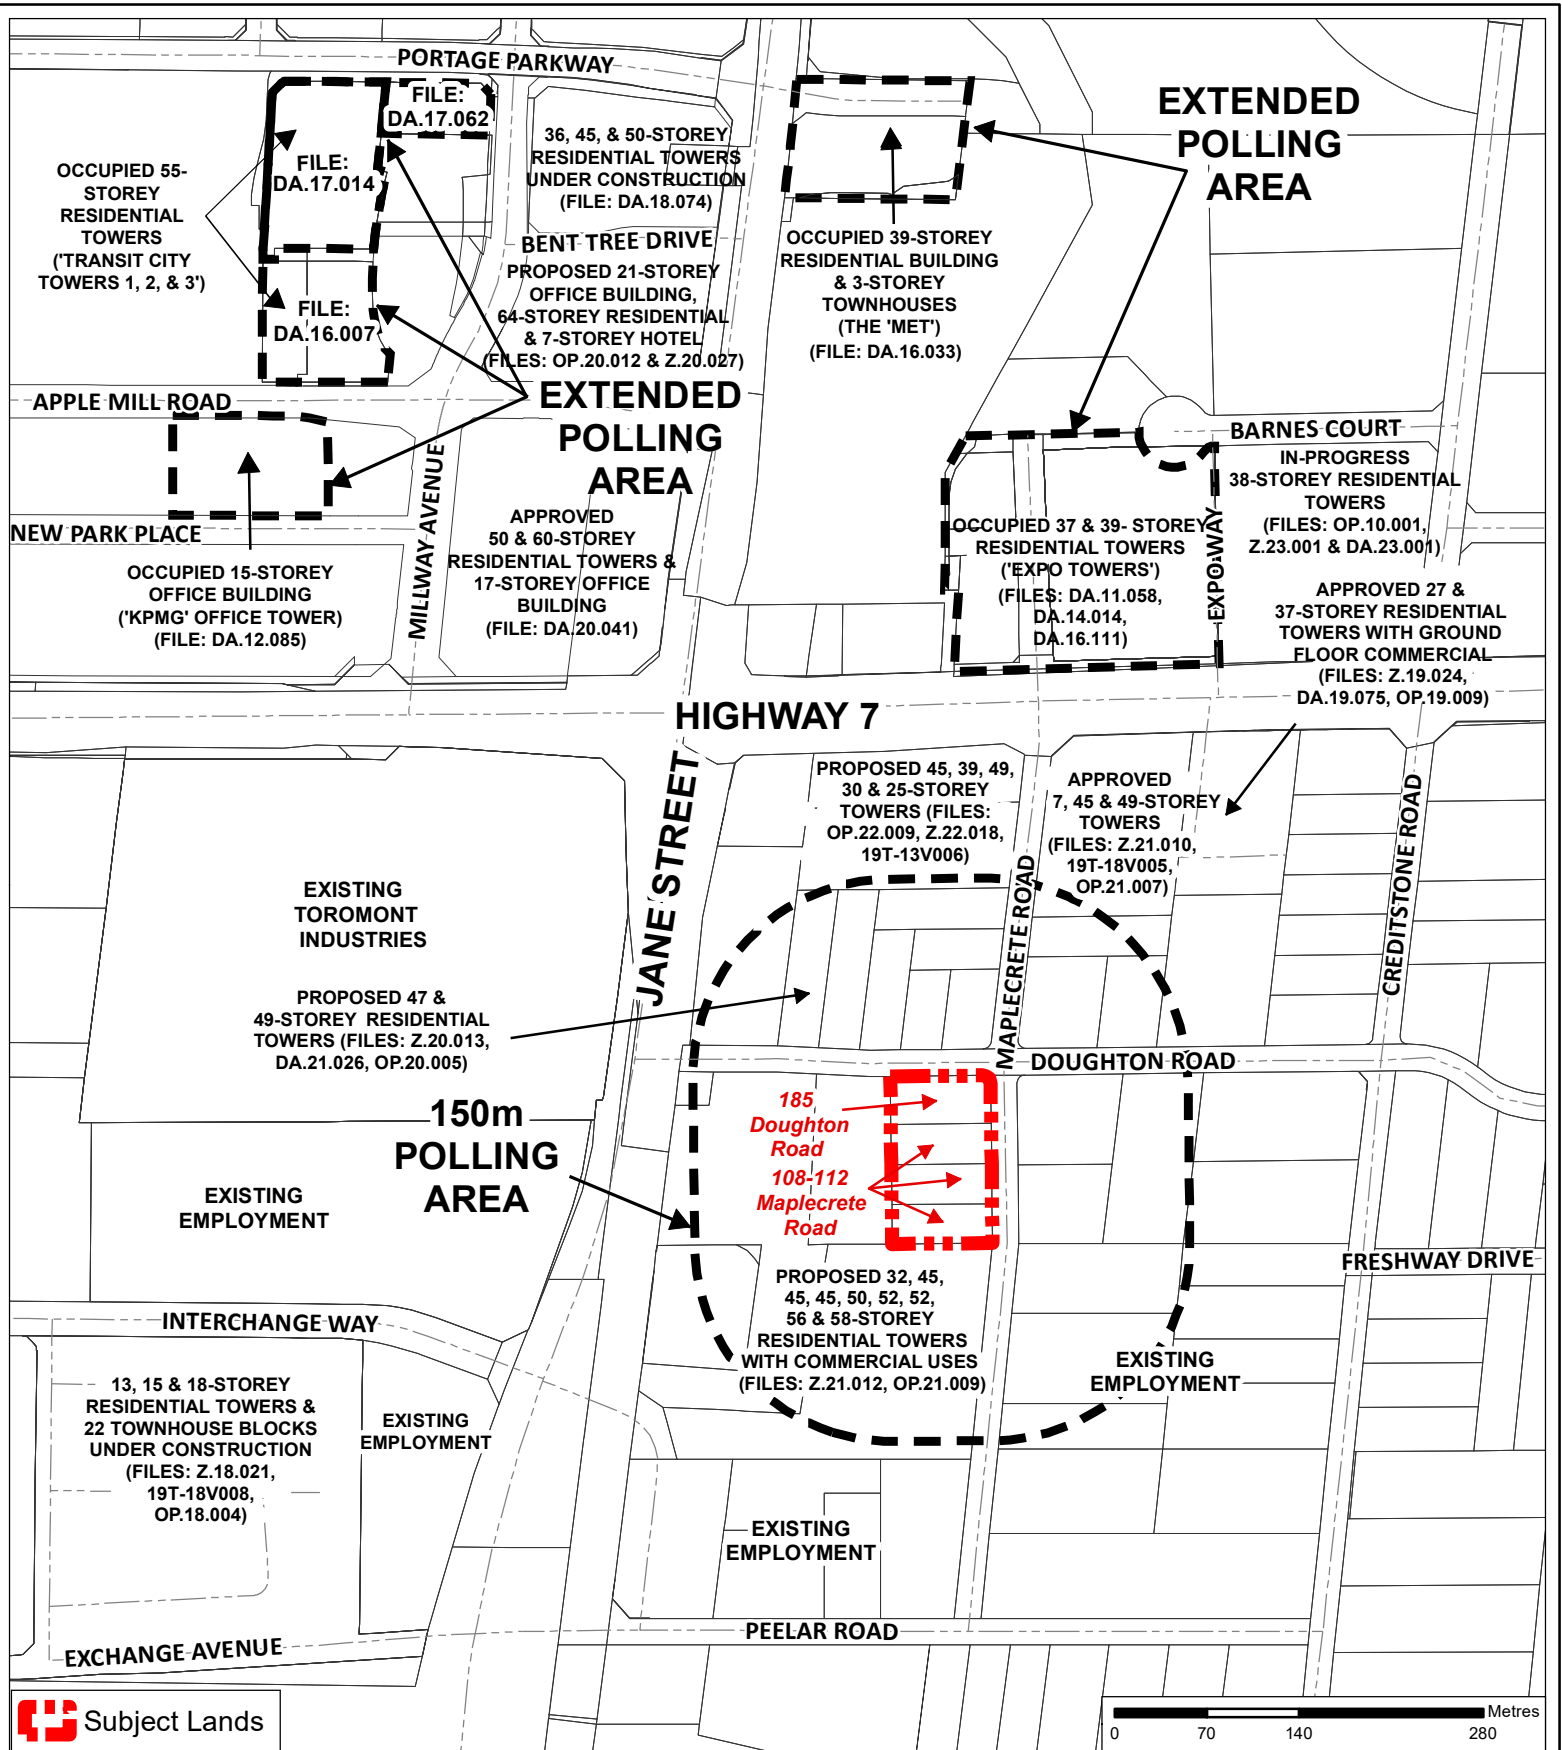 PORTAGE PARKWAY
FILE:
DA.17.062
FILE:
DA.17.014
OCCUPIED 55-
STOREY
RESIDENTIAL
TOWERS
('TRANSIT CITY
TOWERS 1, 2, & 3')
FILE:
DA.16.007
36, 45, & 50-STOREY
RESIDENTIAL TOWERS
UNDER CONSTRUCTION
(FILE: DA.18.074)
BENT TREE DRIVE
PROPOSED 21-STOREY
OFFICE BUILDING,
64-STOREY RESIDENTIAL
& 7-STOREY HOTEL
(FILES: OP.20.012 & Z.20.027)
EXTENDED
POLLING
AREA
OCCUPIED 39-STOREY
RESIDENTIAL BUILDING
& 3-STOREY
TOWNHOUSES
(THE 'MET')
(FILE: DA.16.033)
EXTENDED
POLLING
AREA
APPLE MILL ROAD
BARNES COURT
IN-PROGRESS
38-STOREY RESIDENTIAL
TOWERS
(FILES: OP.10.001,
Z.23.001 & DA.23.001)
MILLWAY AVENUE
NEW PARK PLACE
OCCUPIED 15-STOREY
OFFICE BUILDING
('KPMG' OFFICE TOWER)
(FILE: DA.12.085)
APPROVED
50 & 60-STOREY
RESIDENTIAL TOWERS &
17-STOREY OFFICE
BUILDING
(FILE: DA.20.041)
OCCUPIED 37 & 39- STOREY
RESIDENTIAL TOWERS
('EXPO TOWERS')
(FILES: DA.11.058,
DA.14.014,
DA.16.111)
EXPO WAY
APPROVED 27 &
37-STOREY RESIDENTIAL
TOWERS WITH GROUND
FLOOR COMMERCIAL
(FILES: Z.19.024,
DA.19.075, OP.19.009)
HIGHWAY 7
JANE STREET
PROPOSED 45, 39, 49,
30 & 25-STOREY
TOWERS (FILES:
OP.22.009, Z.22.018,
19T-13V006)
APPROVED
7, 45 & 49-STOREY
TOWERS
(FILES: Z.21.010,
19T-18V005,
OP.21.007)
MAPLECRETE ROAD
CREDITSTONE ROAD
EXISTING
TOROMONT
INDUSTRIES
PROPOSED 47 &
49-STOREY RESIDENTIAL
TOWERS (FILES: Z.20.013,
DA.21.026, OP.20.005)
DOUGHTON ROAD
150m
POLLING
AREA
185
Doughton
Road
108-112
Maplecrete
Road
EXISTING
EMPLOYMENT
FRESHWAY DRIVE
PROPOSED 32, 45,
45, 45, 50, 52, 52,
56 & 58-STOREY
RESIDENTIAL TOWERS
WITH COMMERCIAL USES
(FILES: Z.21.012, OP.21.009)
INTERCHANGE WAY
EXISTING
EMPLOYMENT
13, 15 & 18-STOREY
RESIDENTIAL TOWERS &
22 TOWNHOUSE BLOCKS
UNDER CONSTRUCTION
(FILES: Z.18.021,
19T-18V008,
OP.18.004)
EXISTING
EMPLOYMENT
EXISTING
EMPLOYMENT
PEELAR ROAD
EXCHANGE AVENUE
Subject Lands
Metres
0 70 140 280